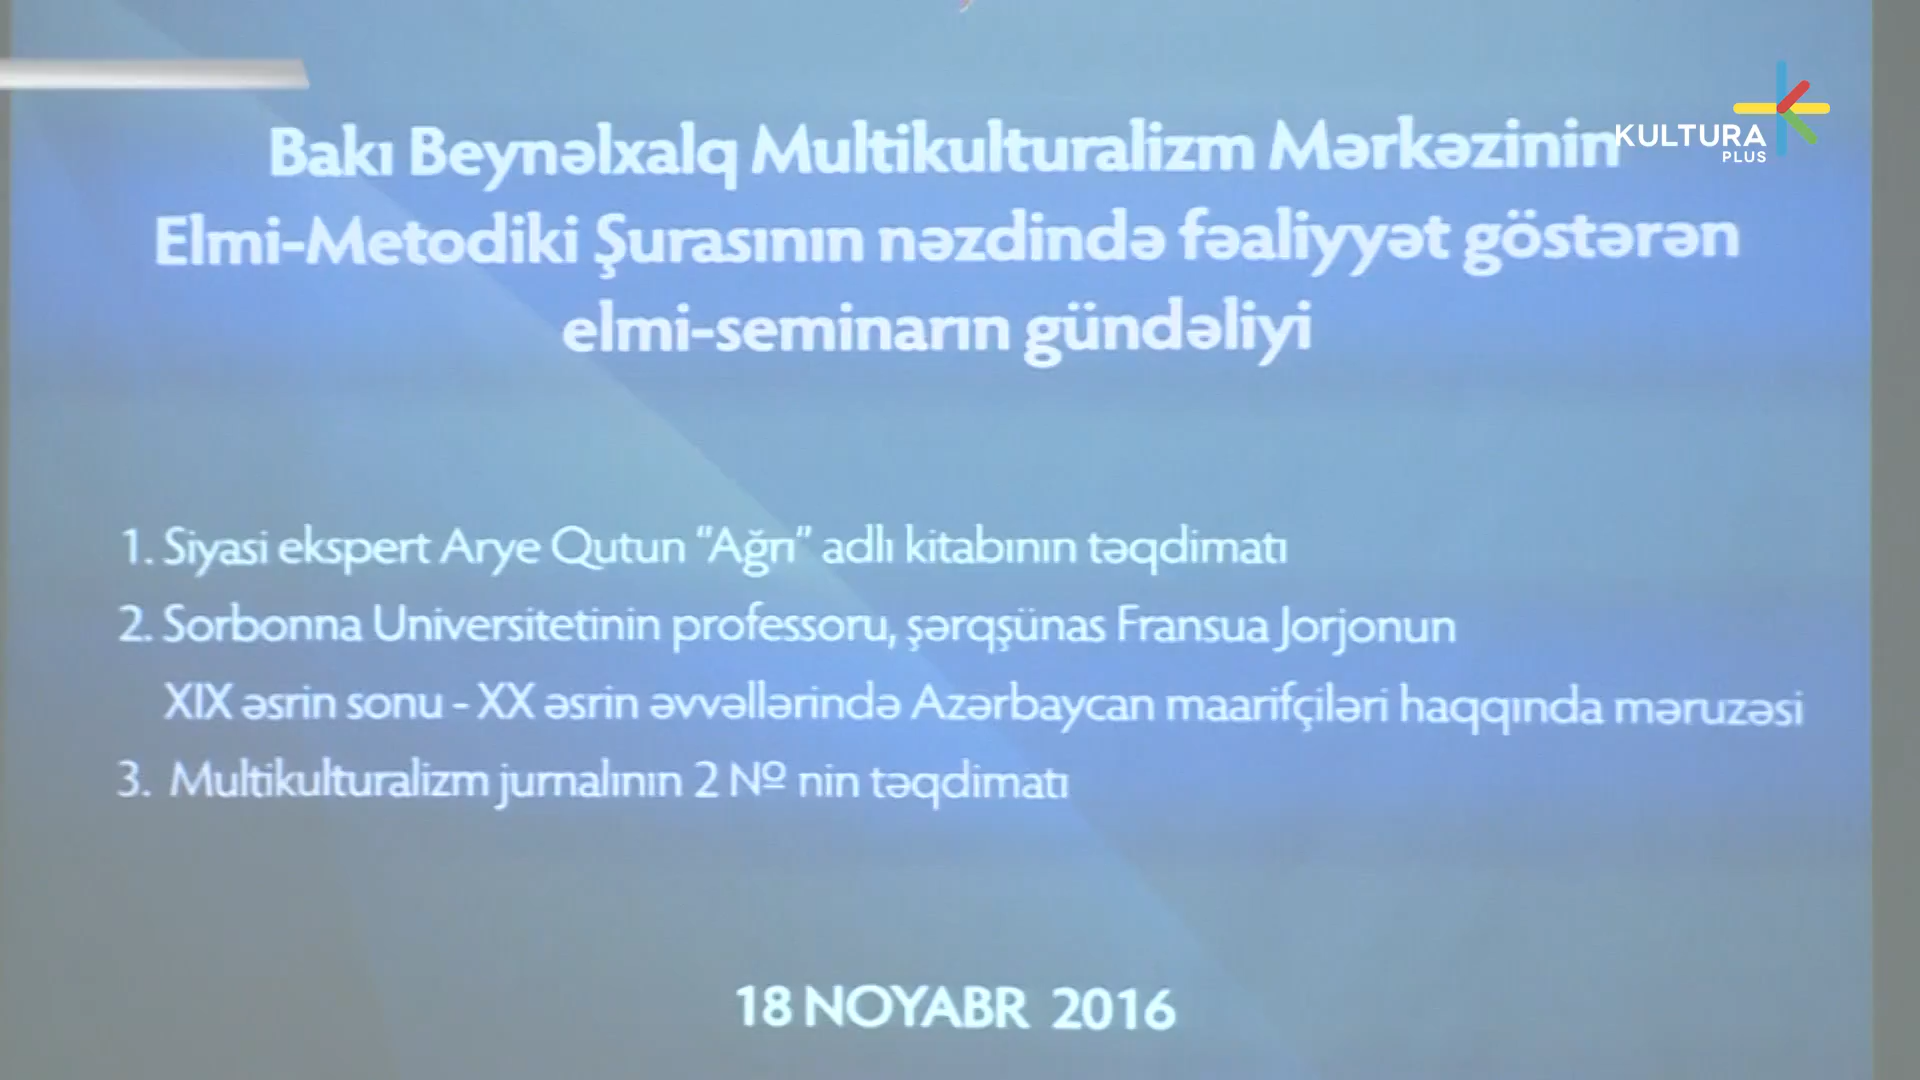 KULTURA
PLUS
Bakı Beynəlxalq Multikulturalizm Mərkəzinin
Elmi-Metodiki Şurasının nəzdində fəaliyyət göstərən
elmi-seminarın gündəliyi
1. Siyasi ekspert Arye Qutun "Ağrı" adlı kitabının təqdimatı
2. Sorbonna Universitetinin professoru, şərqşünas Fransua Jorjonun
XIX əsrin sonu - XX əsrin əvvəllərində Azərbaycan maarifçiləri haqqında məruzəsi
3. Multikulturalizm jurnalının 2 № nin təqdimatı
18 NOYABR 2016